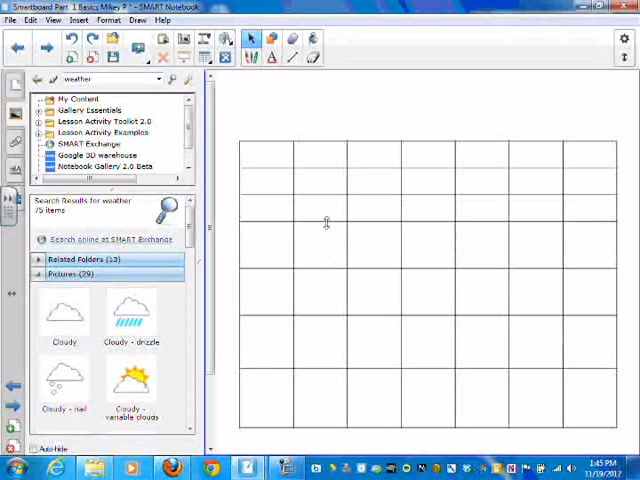 Smartboard Part 1 Basics Mikey P * - SMART Notebook
File Edit View Insert Format Draw Help
weather
My Content
Gallery Essentials
Lesson Activity Toolkit 2.0
Lesson Activity Examples
SMART Exchange
Google 3D warehouse
Notebook Gallery 2.0 Beta
Search Results for weather
75 items
Search online at SMART Exchange
Related Folders (13)
Pictures (29)
Cloudy
Cloudy - drizzle
Cloudy - hail
Cloudy -
variable clouds
Auto-hide
1:45 PM
11/19/2012